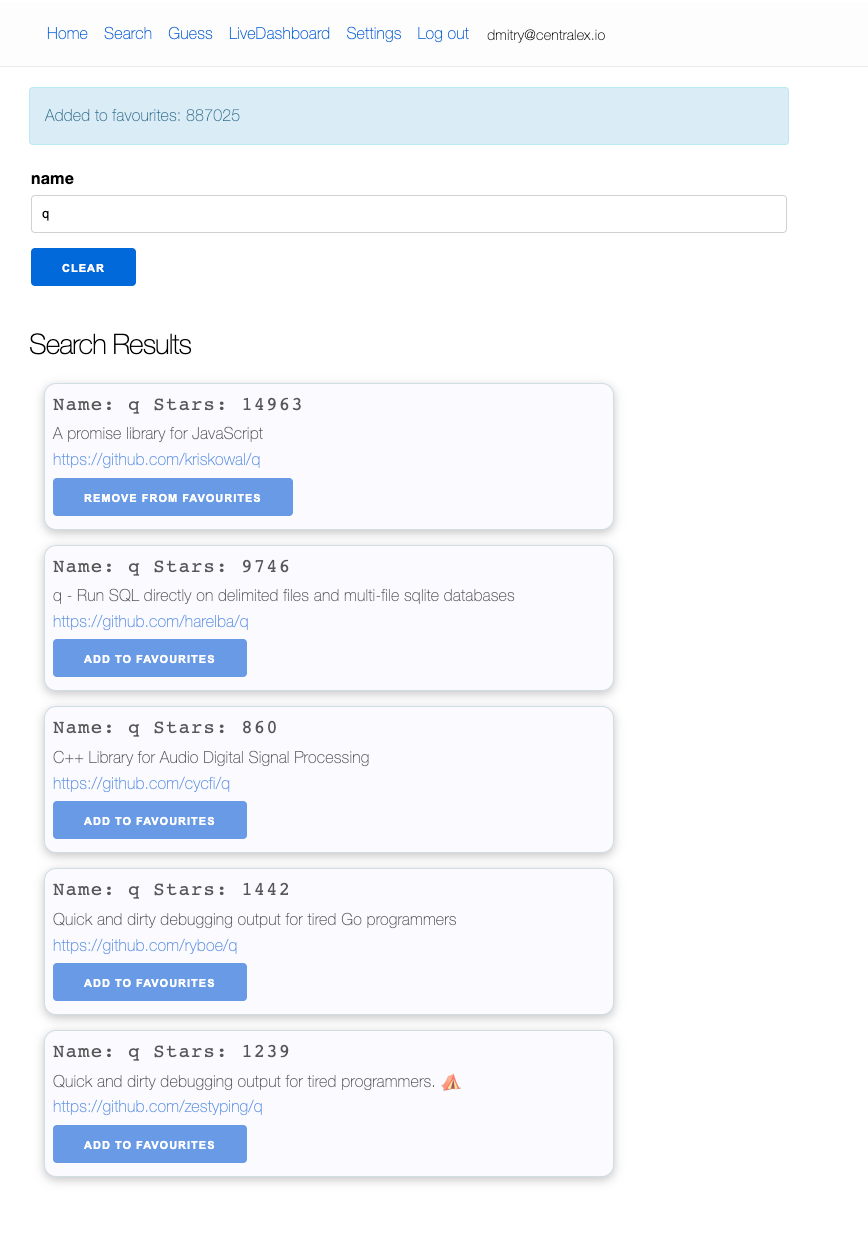 Home Search Guess LiveDashboard Settings Log out dmitry@centralex.io
Added to favourites: 887025
name
q
CLEAR
Search Results
Name: q Stars: 14963
A promise library for JavaScript
https://github.com/kriskowal/q
REMOVE FROM FAVOURITES
Name: q Stars: 9746
q - Run SQL directly on delimited files and multi-file sqlite databases
https://github.com/harelba/q
ADD TO FAVOURITES
Name: q Stars: 860
C++ Library for Audio Digital Signal Processing
https://github.com/cycfi/q
ADD TO FAVOURITES
Name: q Stars: 1442
Quick and dirty debugging output for tired Go programmers
https://github.com/ryboe/q
ADD TO FAVOURITES
Name: q Stars: 1239
Quick and dirty debugging output for tired programmers. ⛺
https://github.com/zestyping/q
ADD TO FAVOURITES